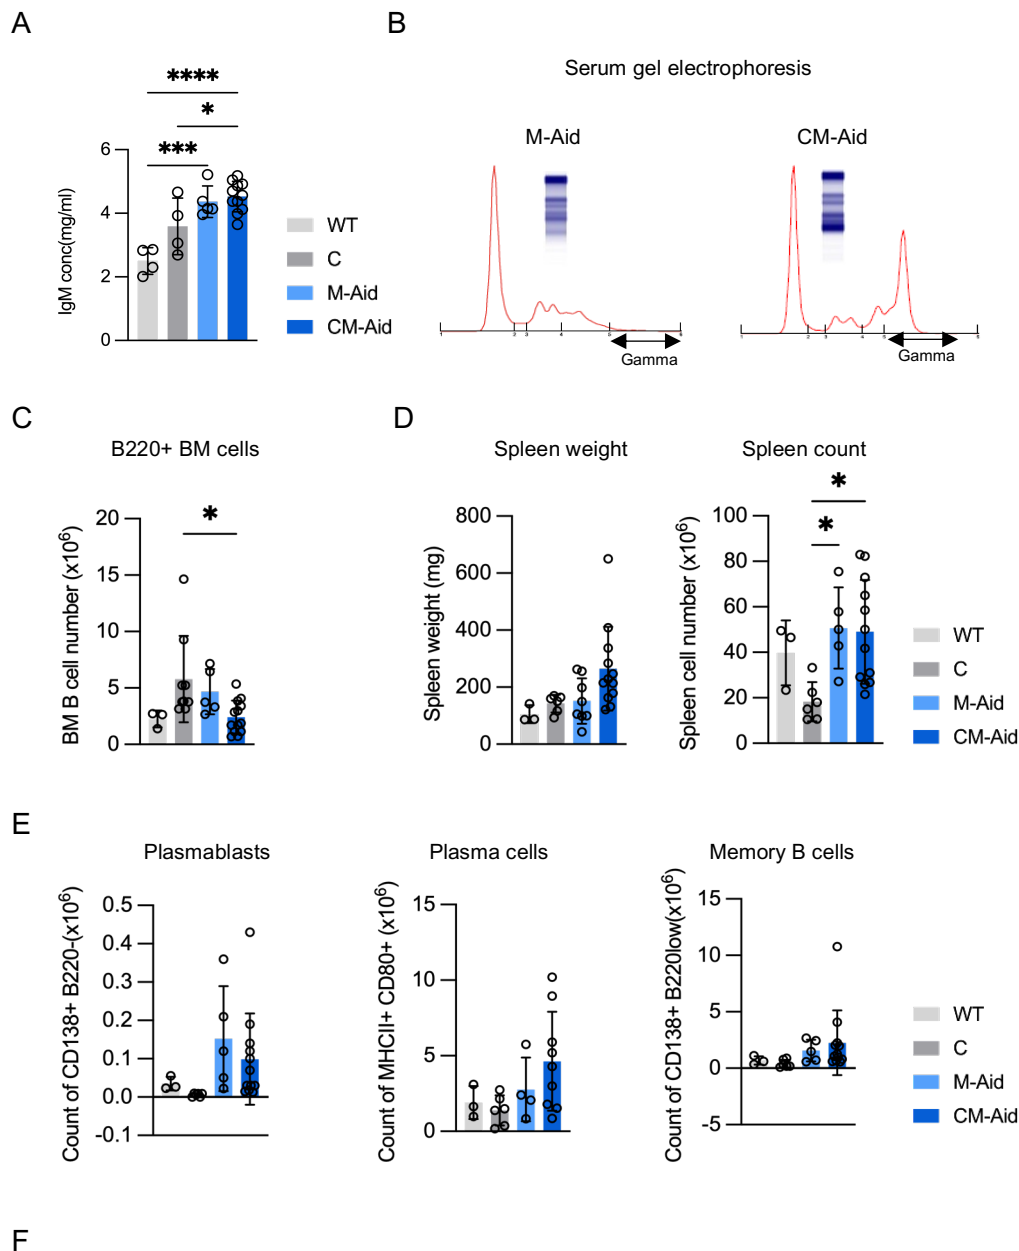 A
B
Serum gel electrophoresis
M-Aid
CM-Aid
****
*
***
IgM conc(mg/ml)
6
4
2
0
WT
C
M-Aid
CM-Aid
Gamma
Gamma
C
D
B220+ BM cells
Spleen weight
Spleen count
BM B cell number (x10⁶)
20
15
10
5
0
*
Spleen weight (mg)
800
600
400
200
0
Spleen cell number (x10⁶)
100
80
60
40
20
0
*
*
WT
C
M-Aid
CM-Aid
E
Plasmablasts
Plasma cells
Memory B cells
Count of CD138+ B220-(x10⁶)
0.5
0.4
0.3
0.2
0.1
0.0
-0.1
Count of MHCII+ CD80+ (x10⁶)
15
10
5
0
Count of CD138+ B220low(x10⁶)
15
10
5
0
-5
WT
C
M-Aid
CM-Aid
F